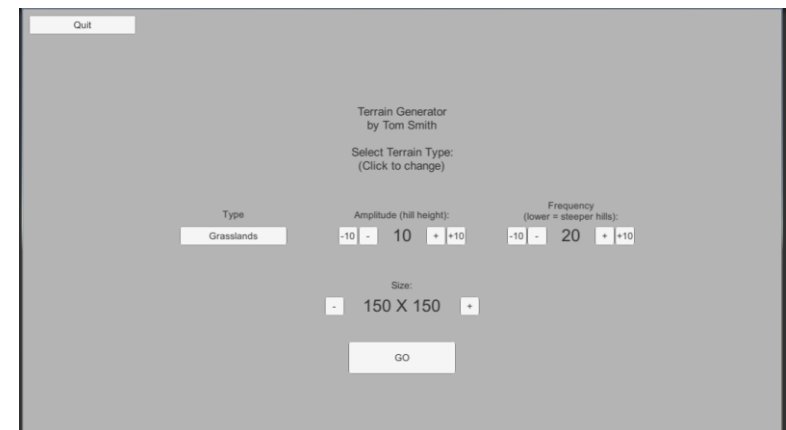 Quit
Terrain Generator
by Tom Smith
Select Terrain Type:
(Click to change)
Type
Grasslands
Amplitude (hill height):
-10 - 10 + +10
Frequency
(lower = steeper hills):
-10 - 20 + +10
Size:
- 150 X 150 +
GO